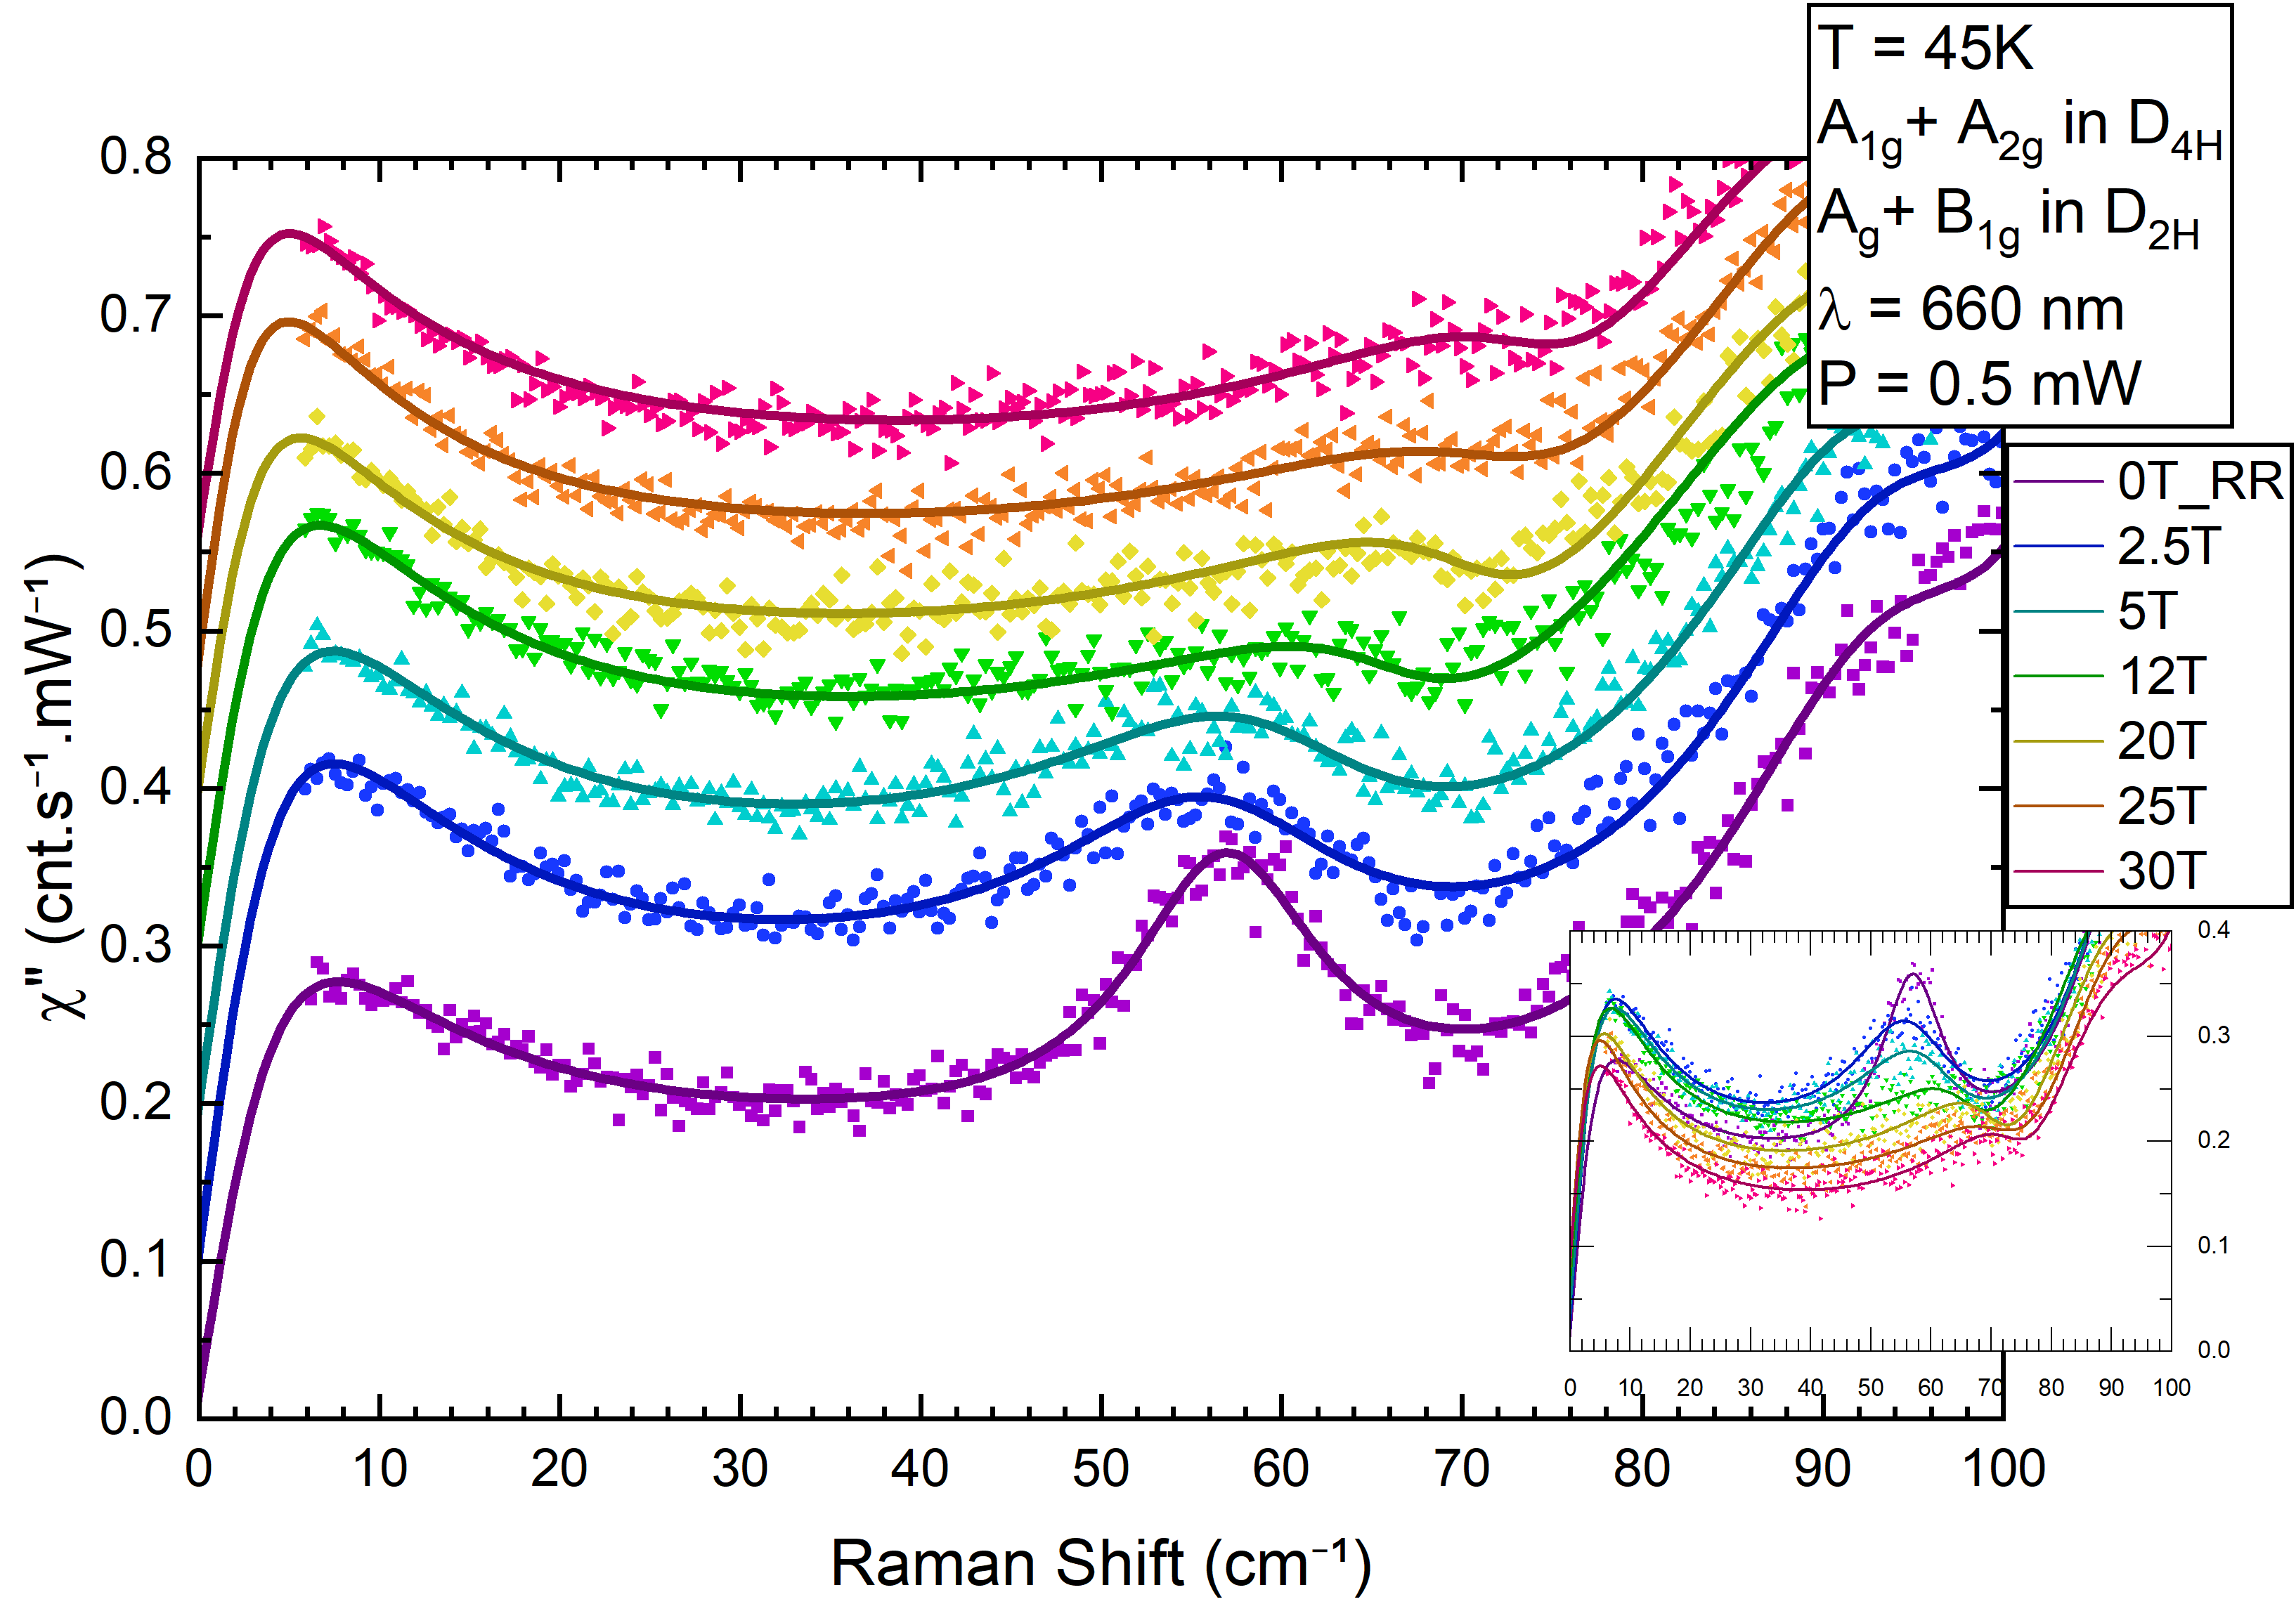 T = 45K
A1g+ A2g in D4H
Ag+ B1g in D2H
λ = 660 nm
P = 0.5 mW
0.8
0.7
0.6
0.5
0.4
0.3
0.2
0.1
0.0
χ" (cnt.s⁻¹.mW⁻¹)
0T_RR
2.5T
5T
12T
20T
25T
30T
0.4
0.3
0.2
0.1
0.0
0 10 20 30 40 50 60 70 80 90 100
0 10 20 30 40 50 60 70 80 90 100
Raman Shift (cm⁻¹)